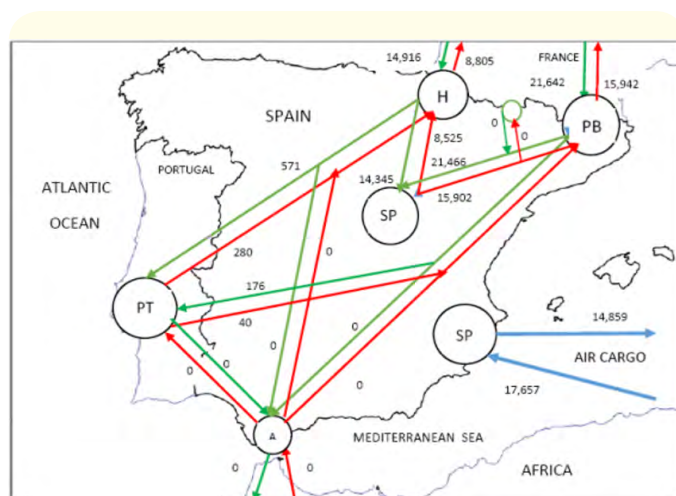 14,916
8,805
FRANCE
21,642
15,942
H
PB
SPAIN
0
0
8,525
571
21,466
PORTUGAL
14,345
15,902
ATLANTIC
OCEAN
SP
280
0
176
PT
40
0
14,859
SP
AIR CARGO
0
0
0
17,657
A
MEDITERRANEAN SEA
0
0
AFRICA